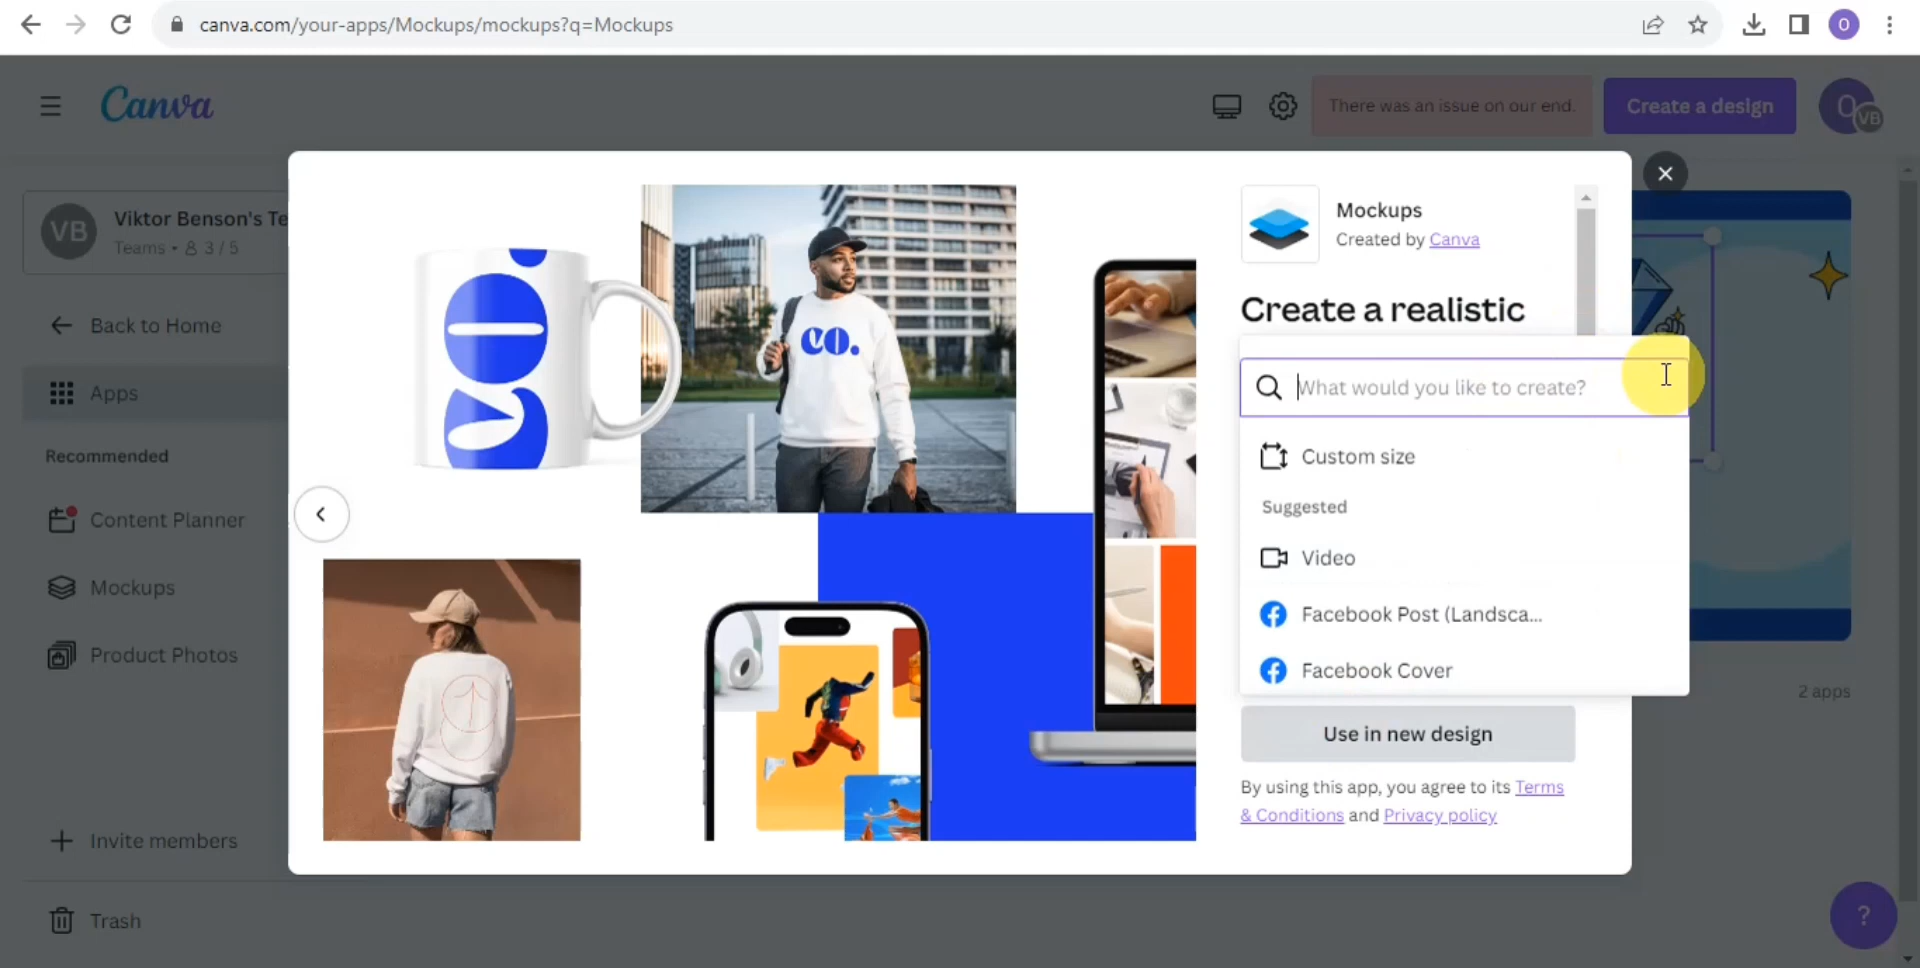 canva.com/your-apps/Mockups/mockups?q=Mockups
O
Canva
There was an issue on our end.
Create a design
O
VB
VB
Viktor Benson's Te
Teams • 3 / 5
Back to Home
Apps
Recommended
Content Planner
Mockups
Product Photos
Invite members
Trash
CO.
CO.
Mockups
Created by Canva
Create a realistic
What would you like to create?
Custom size
Suggested
Video
Facebook Post (Landsca...
Facebook Cover
Use in new design
By using this app, you agree to its Terms
& Conditions and Privacy policy
2 apps
?